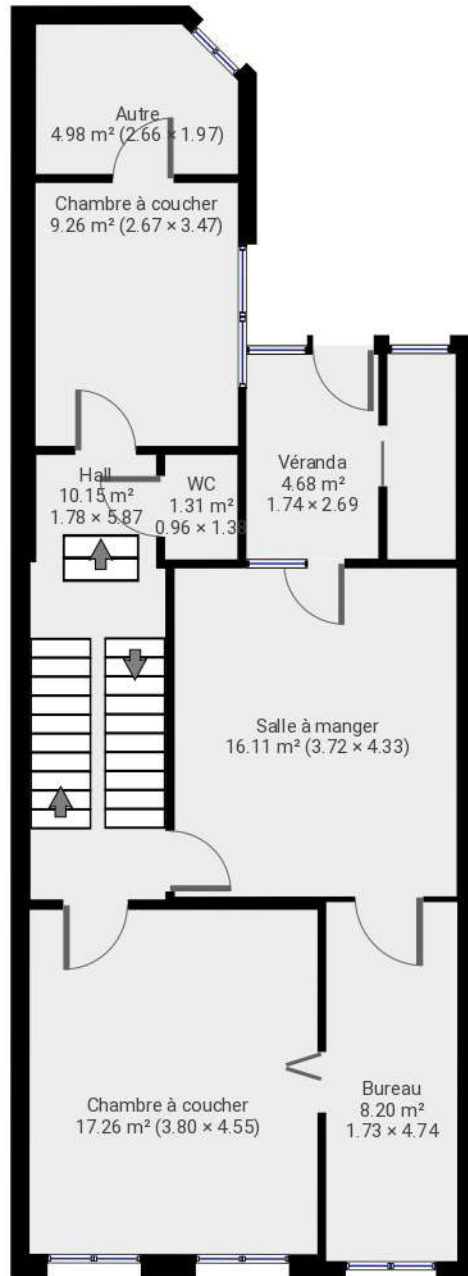 Autre
4.98 m² (2.66 × 1.97)
Chambre à coucher
9.26 m² (2.67 × 3.47)
Hall
10.15 m²
1.78 × 5.87
WC
1.31 m²
0.96 × 1.38
Véranda
4.68 m²
1.74 × 2.69
Salle à manger
16.11 m² (3.72 × 4.33)
Chambre à coucher
17.26 m² (3.80 × 4.55)
Bureau
8.20 m²
1.73 × 4.74